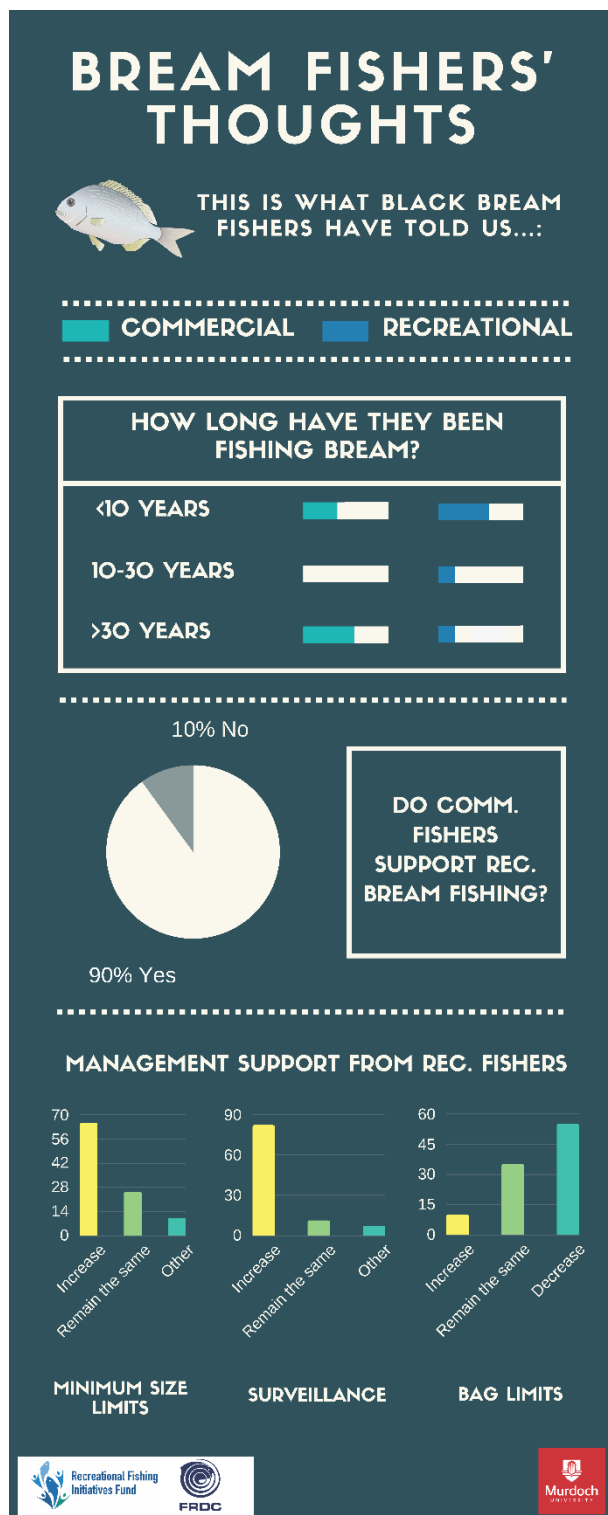 BREAM FISHERS'
THOUGHTS
THIS IS WHAT BLACK BREAM
FISHERS HAVE TOLD US...:
COMMERCIAL
RECREATIONAL
HOW LONG HAVE THEY BEEN
FISHING BREAM?
<10 YEARS
10-30 YEARS
>30 YEARS
10% No
90% Yes
DO COMM.
FISHERS
SUPPORT REC.
BREAM FISHING?
MANAGEMENT SUPPORT FROM REC. FISHERS
70
56
42
28
14
0
Increase
Remain the same
Other
MINIMUM SIZE
LIMITS
90
60
30
0
Increase
Remain the same
Other
SURVEILLANCE
60
45
30
15
0
Increase
Remain the same
Decrease
BAG LIMITS
Recreational Fishing
Initiatives Fund
FRDC
Murdoch
UNIVERSITY